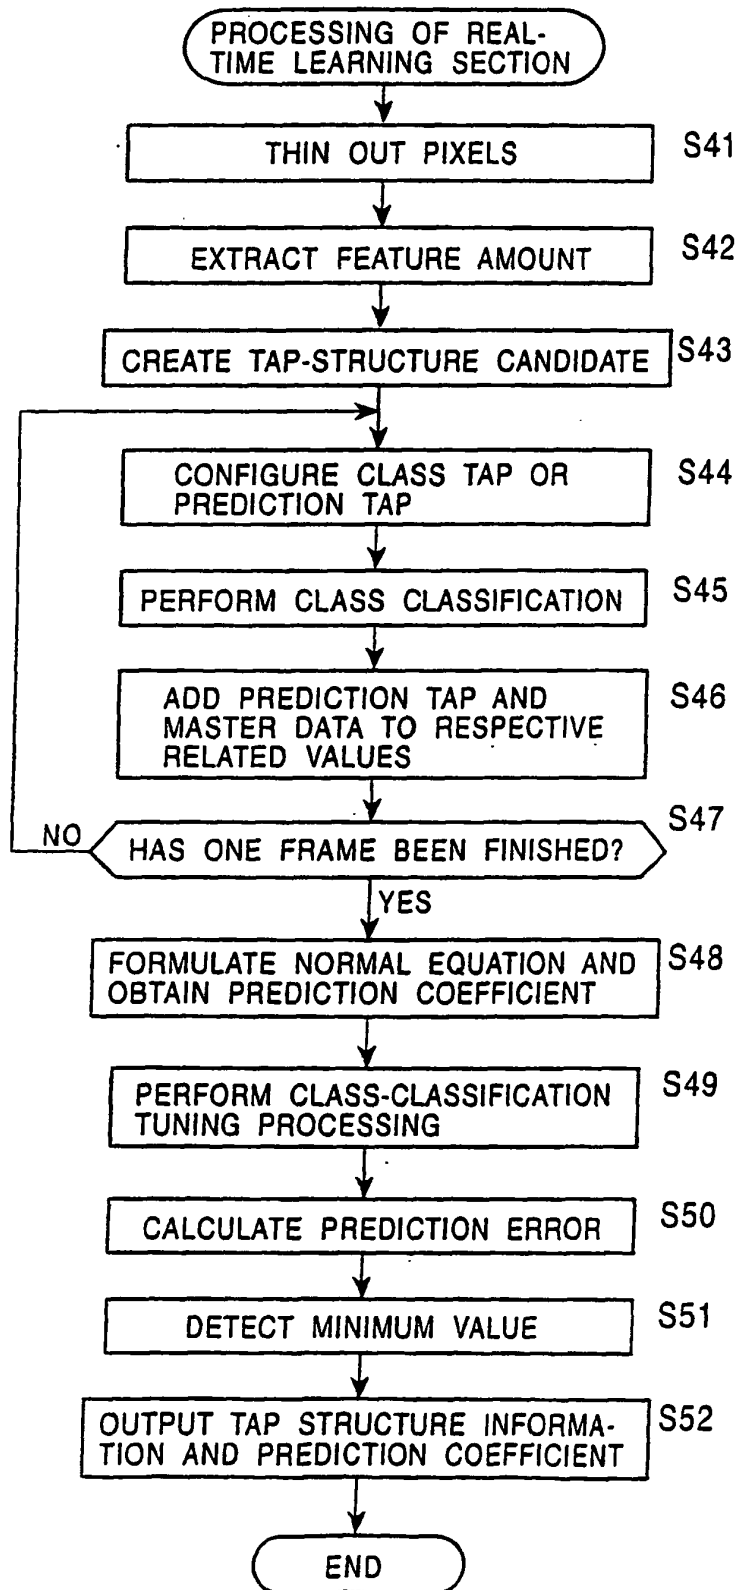 PROCESSING OF REAL-
TIME LEARNING SECTION
THIN OUT PIXELS
S41
EXTRACT FEATURE AMOUNT
S42
CREATE TAP-STRUCTURE CANDIDATE
S43
CONFIGURE CLASS TAP OR
PREDICTION TAP
S44
PERFORM CLASS CLASSIFICATION
S45
ADD PREDICTION TAP AND
MASTER DATA TO RESPECTIVE
RELATED VALUES
S46
HAS ONE FRAME BEEN FINISHED?
S47
NO
YES
FORMULATE NORMAL EQUATION AND
OBTAIN PREDICTION COEFFICIENT
S48
PERFORM CLASS-CLASSIFICATION
TUNING PROCESSING
S49
CALCULATE PREDICTION ERROR
S50
DETECT MINIMUM VALUE
S51
OUTPUT TAP STRUCTURE INFORMA-
TION AND PREDICTION COEFFICIENT
S52
END